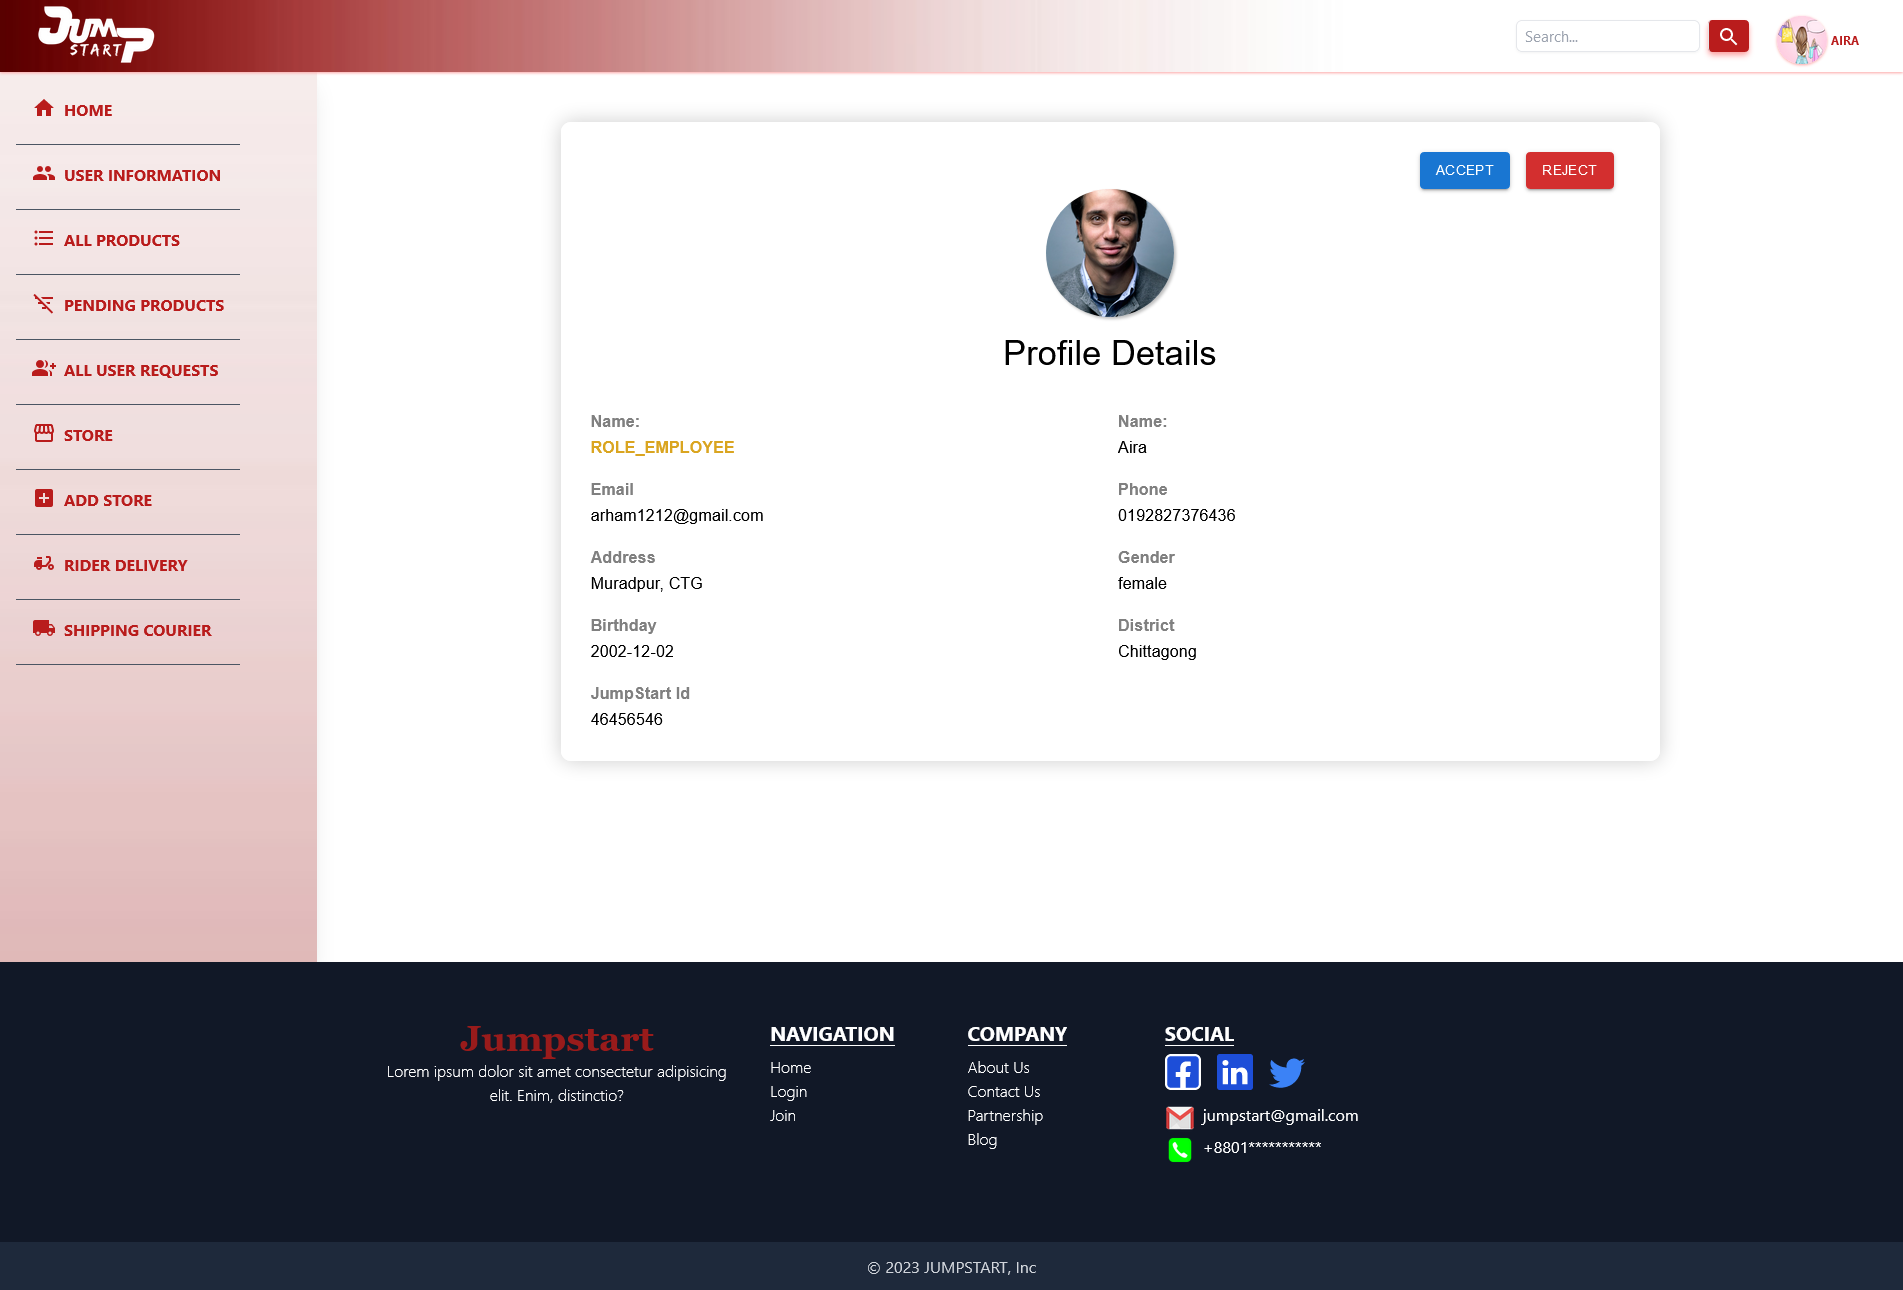 JUMP
START
Search...
AIRA
HOME
USER INFORMATION
ALL PRODUCTS
PENDING PRODUCTS
ALL USER REQUESTS
STORE
ADD STORE
RIDER DELIVERY
SHIPPING COURIER
ACCEPT
REJECT
Profile Details
Name:
ROLE_EMPLOYEE
Name:
Aira
Email
arham1212@gmail.com
Phone
0192827376436
Address
Muradpur, CTG
Gender
female
Birthday
2002-12-02
District
Chittagong
JumpStart Id
46456546
Jumpstart
Lorem ipsum dolor sit amet consectetur adipisicing
elit. Enim, distinctio?
NAVIGATION
Home
Login
Join
COMPANY
About Us
Contact Us
Partnership
Blog
SOCIAL
jumpstart@gmail.com
+8801***********
© 2023 JUMPSTART, Inc